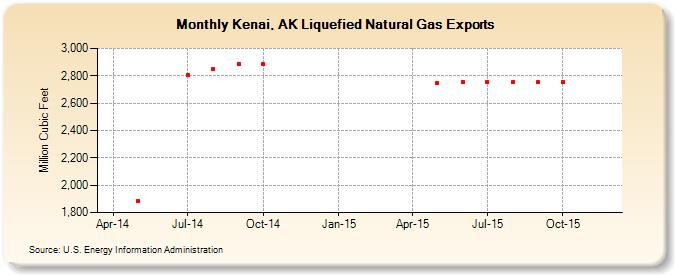 Monthly Kenai, AK Liquefied Natural Gas Exports
Million Cubic Feet
3,000
2,800
2,600
2,400
2,200
2,000
1,800
Apr-14 Jul-14 Oct-14 Jan-15 Apr-15 Jul-15 Oct-15
Source: U.S. Energy Information Administration